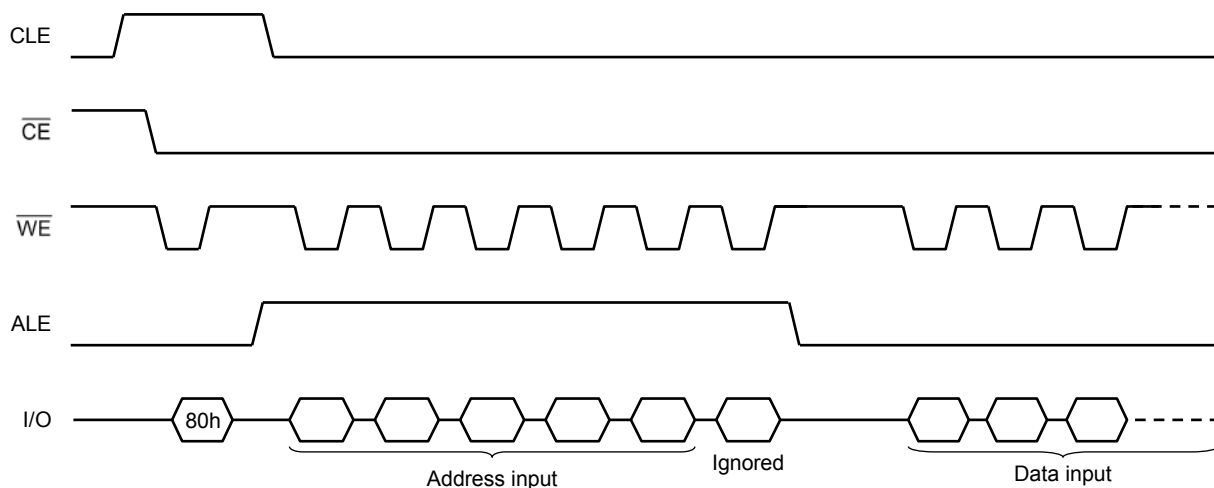 CLE
CE
WE
ALE
I/O
80h
Address input
Ignored
Data input